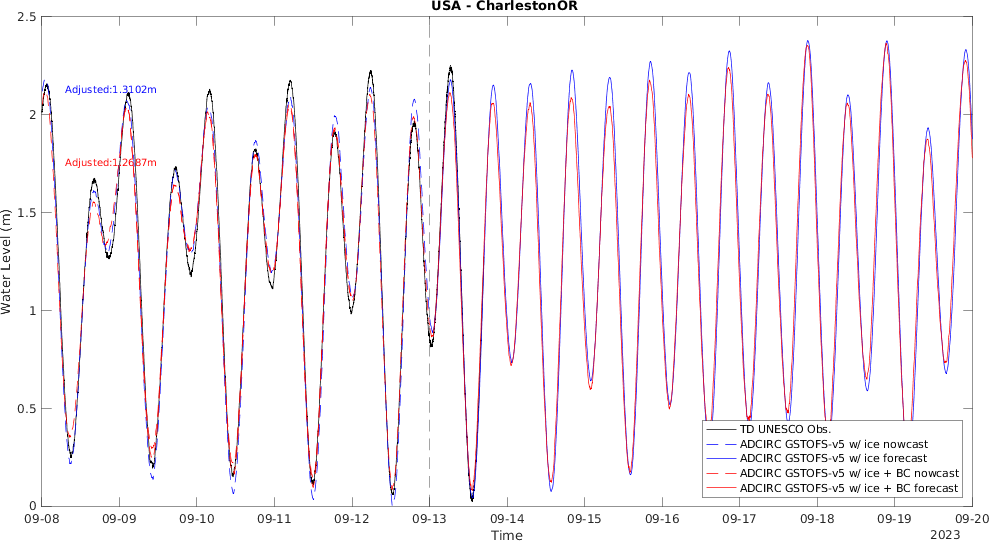 USA - CharlestonOR
2.5
2
1.5
1
0.5
0
Water Level (m)
Adjusted:1.3102m
Adjusted:1.2687m
TD UNESCO Obs.
ADCIRC GSTOFS-v5 w/ ice nowcast
ADCIRC GSTOFS-v5 w/ ice forecast
ADCIRC GSTOFS-v5 w/ ice + BC nowcast
ADCIRC GSTOFS-v5 w/ ice + BC forecast
09-08 09-09 09-10 09-11 09-12 09-13 09-14 09-15 09-16 09-17 09-18 09-19 09-20
Time
2023